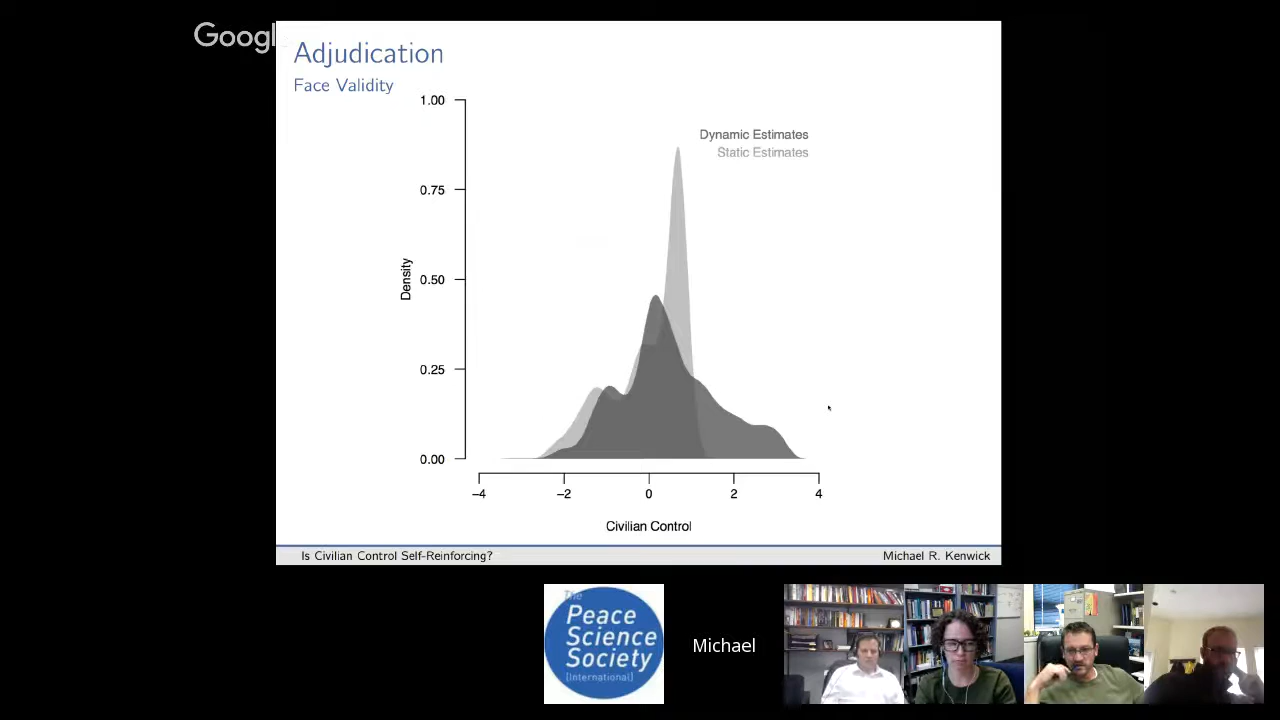 Google
Adjudication
Face Validity
1.00
0.75
0.50
0.25
0.00
Density
Dynamic Estimates
Static Estimates
−4
−2
0
2
4
Civilian Control
Is Civilian Control Self-Reinforcing?
Michael R. Kenwick
The
Peace
Science
Society
[International]
Michael